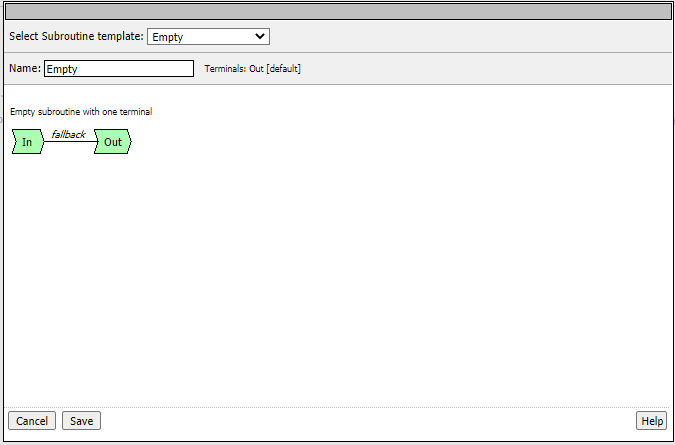 Select Subroutine template: Empty
Name: Empty Terminals: Out [default]
Empty subroutine with one terminal
In fallback Out
Cancel Save Help